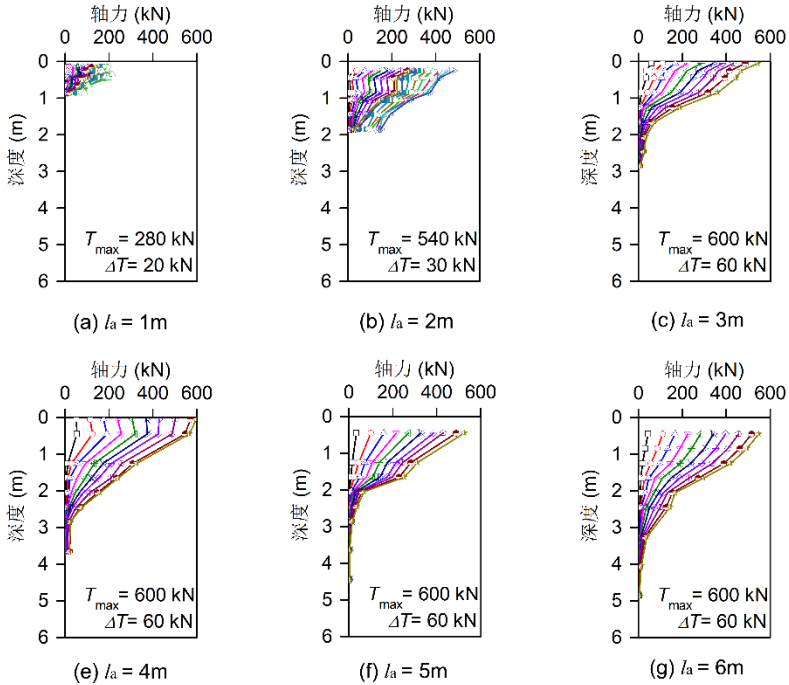 轴力 (kN)
0 200 400 600
0
1
2
3
4
5
6
深度 (m)
Tmax= 280 kN
ΔT= 20 kN
(a) la = 1m
轴力 (kN)
0 200 400 600
0
1
2
3
4
5
6
深度 (m)
Tmax= 540 kN
ΔT= 30 kN
(b) la = 2m
轴力 (kN)
0 200 400 600
0
1
2
3
4
5
6
深度 (m)
Tmax= 600 kN
ΔT= 60 kN
(c) la = 3m
轴力 (kN)
0 200 400 600
0
1
2
3
4
5
6
深度 (m)
Tmax= 600 kN
ΔT= 60 kN
(e) la = 4m
轴力 (kN)
0 200 400 600
0
1
2
3
4
5
6
深度 (m)
Tmax= 600 kN
ΔT= 60 kN
(f) la = 5m
轴力 (kN)
0 200 400 600
0
1
2
3
4
5
6
深度 (m)
Tmax= 600 kN
ΔT= 60 kN
(g) la = 6m